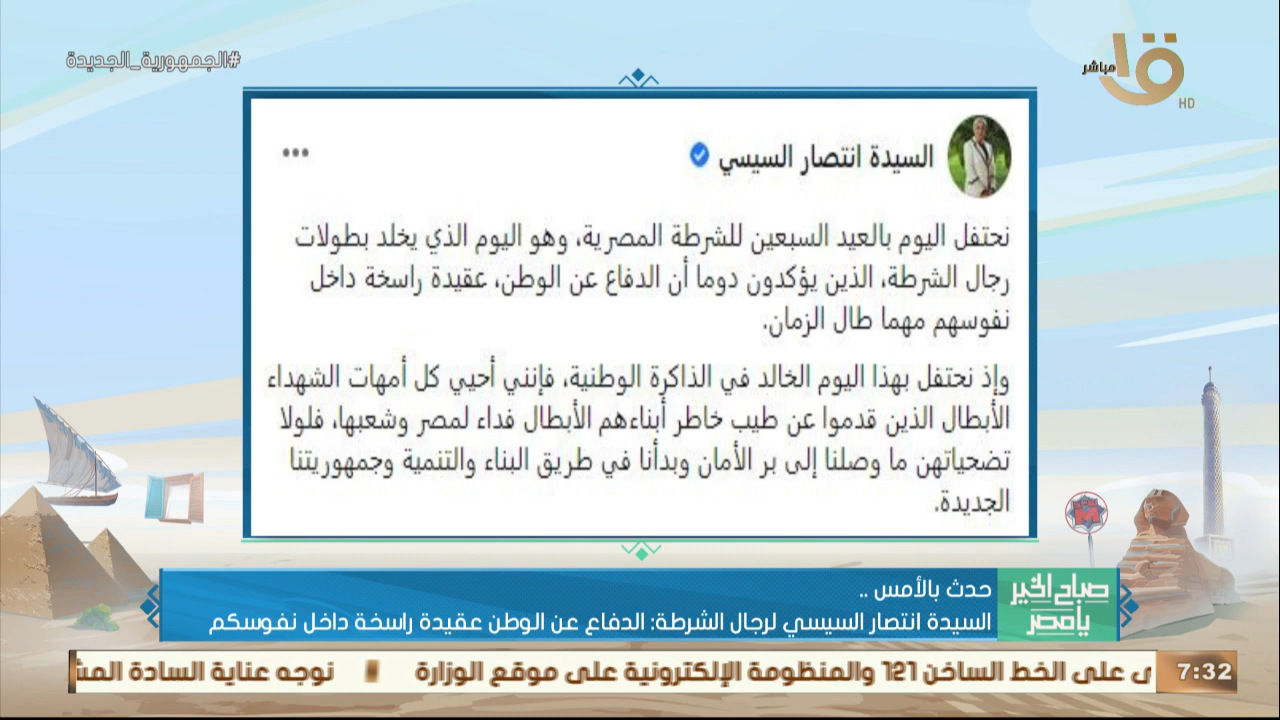 #الجمهورية_الجديدة
مباشر
HD
السيدة انتصار السيسي
نحتفل اليوم بالعيد السبعين للشرطة المصرية، وهو اليوم الذي يخلد بطولات
رجال الشرطة، الذين يؤكدون دوما أن الدفاع عن الوطن، عقيدة راسخة داخل
نفوسهم مهما طال الزمان.
وإذ نحتفل بهذا اليوم الخالد في الذاكرة الوطنية، فإنني أحيي كل أمهات الشهداء
الأبطال الذين قدموا عن طيب خاطر أبناءهم الأبطال فداء لمصر وشعبها، فلولا
تضحياتهن ما وصلنا إلى بر الأمان وبدأنا في طريق البناء والتنمية وجمهوريتنا
الجديدة.
صباح الخير
يا مصر
حدث بالأمس ..
السيدة انتصار السيسي لرجال الشرطة: الدفاع عن الوطن عقيدة راسخة داخل نفوسكم
7:32
على الخط الساخن 121 والمنظومة الإلكترونية على موقع الوزارة نوجه عناية السادة